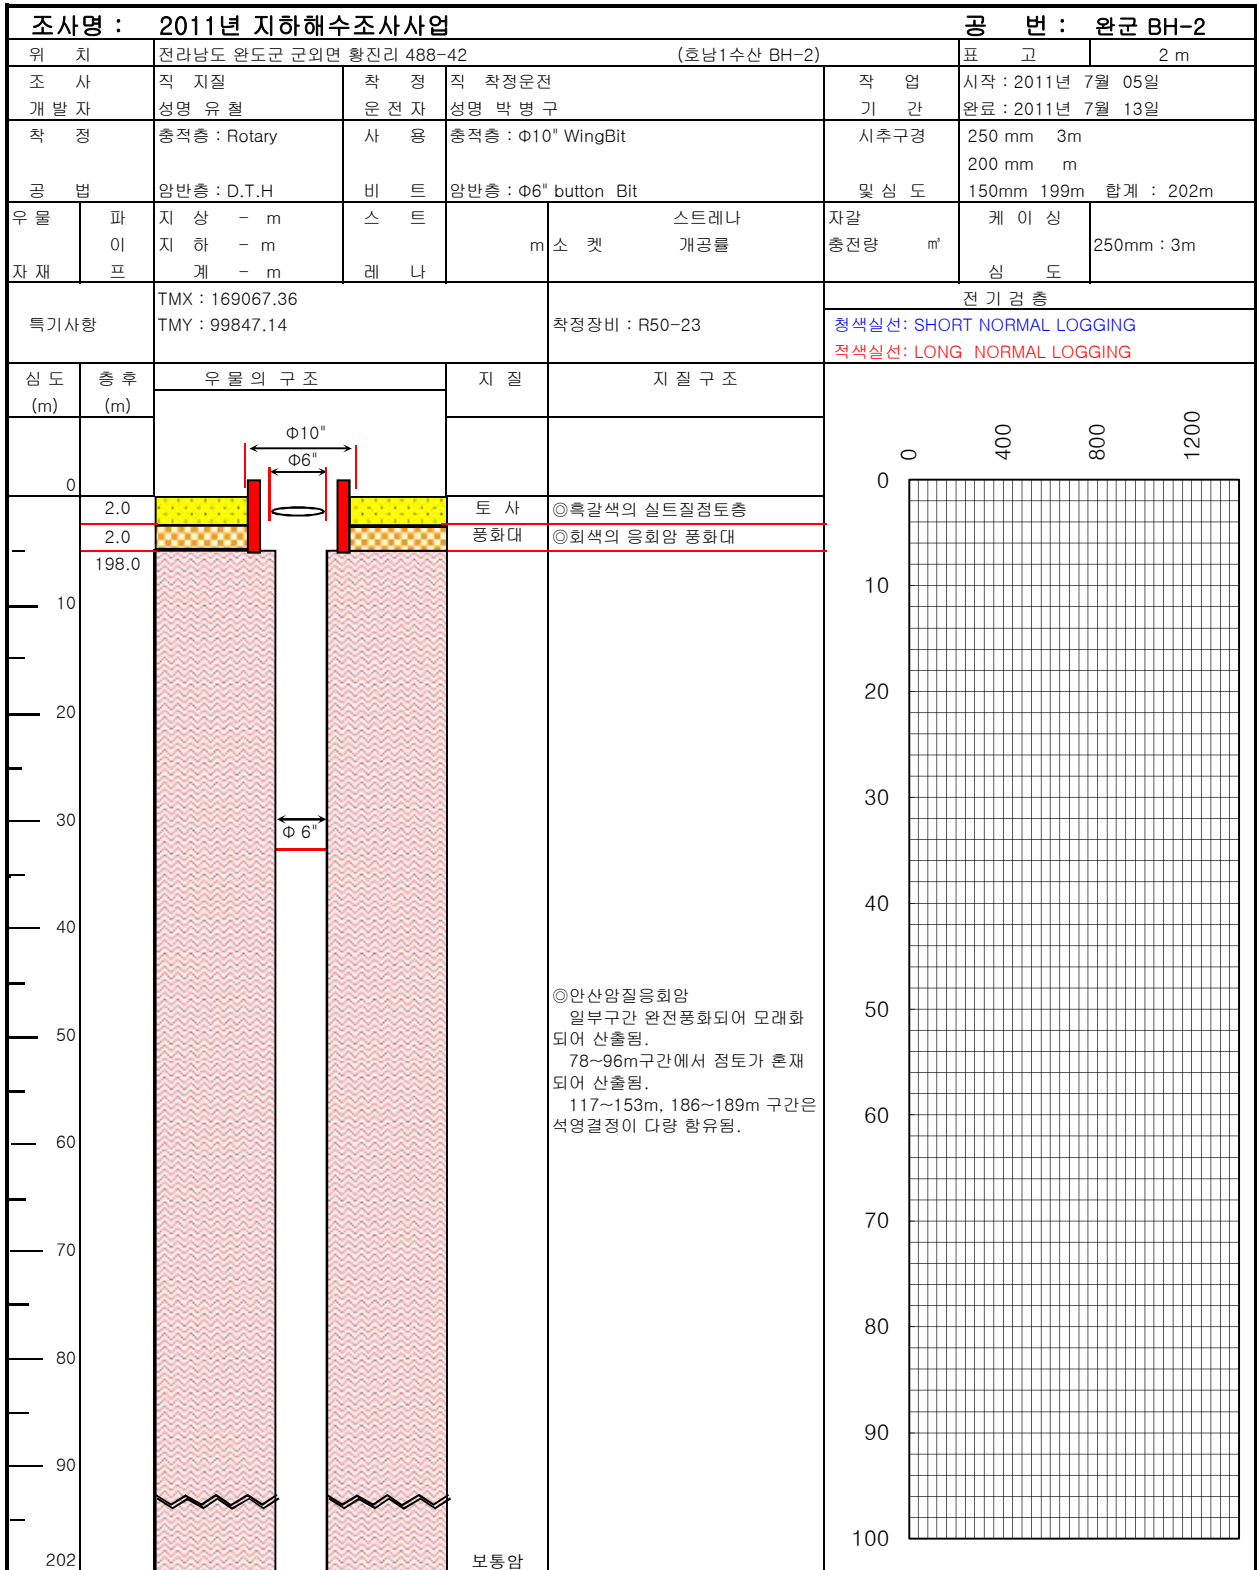 조사명 : 2011년 지하해수조사사업 공 번 : 완군 BH-2
위 치 전라남도 완도군 군외면 황진리 488-42 (호남1수산 BH-2) 표 고 2 m
조 사 직 지질 착 정 직 착정운전 작 업 시작 : 2011년 7월 05일
개 발 자 성명 유 철 운 전 자 성명 박 병 구 기 간 완료 : 2011년 7월 13일
착 정 충적층 : Rotary 사 용 충적층 : Φ10" WingBit 시추구경 250 mm 3m
200 mm m
공 법 암반층 : D.T.H 비 트 암반층 : Φ6" button Bit 및 심 도 150mm 199m 합계 : 202m
우 물 파 지 상 - m 스 트 스트레나 자갈 케 이 싱
이 지 하 - m m 소 켓 개공률 충전량 ㎥ 250mm : 3m
자 재 프 계 - m 레 나 심 도
TMX : 169067.36 전 기 검 층
특기사항 TMY : 99847.14 착정장비 : R50-23 청색실선: SHORT NORMAL LOGGING
적색실선: LONG NORMAL LOGGING
심 도 층 후 우 물 의 구 조 지 질 지 질 구 조
(m) (m)
Φ10"
Φ6"
0 400 800 1200
0
0
2.0 토 사 ◎흑갈색의 실트질점토층
2.0 풍화대 ◎회색의 응회암 풍화대
198.0
10
10
20
20
30
30
Φ 6"
40
40
◎안산암질응회암
일부구간 완전풍화되어 모래화
되어 산출됨.
78~96m구간에서 점토가 혼재
되어 산출됨.
117~153m, 186~189m 구간은
석영결정이 다량 함유됨.
50
50
60
60
70
70
80
80
90
90
100
202 보통암